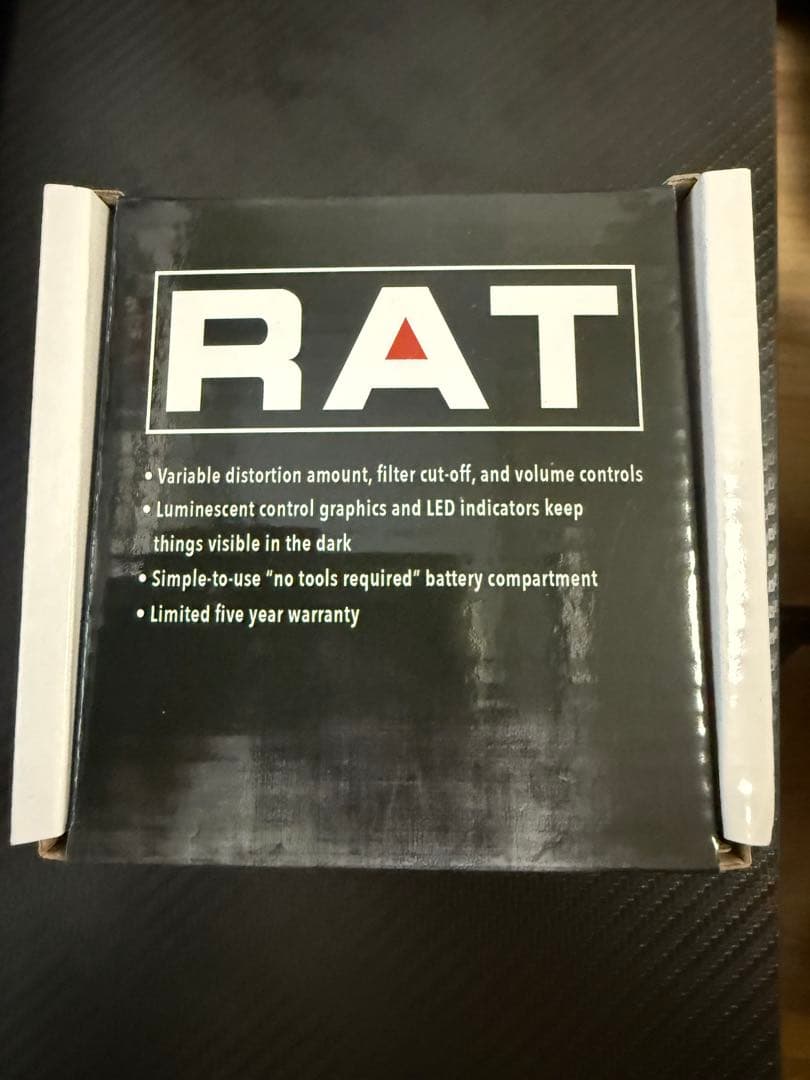 RAT
• Variable distortion amount, filter cut-off, and volume controls
• Luminescent control graphics and LED indicators keep
things visible in the dark
• Simple-to-use "no tools required" battery compartment
• Limited five year warranty